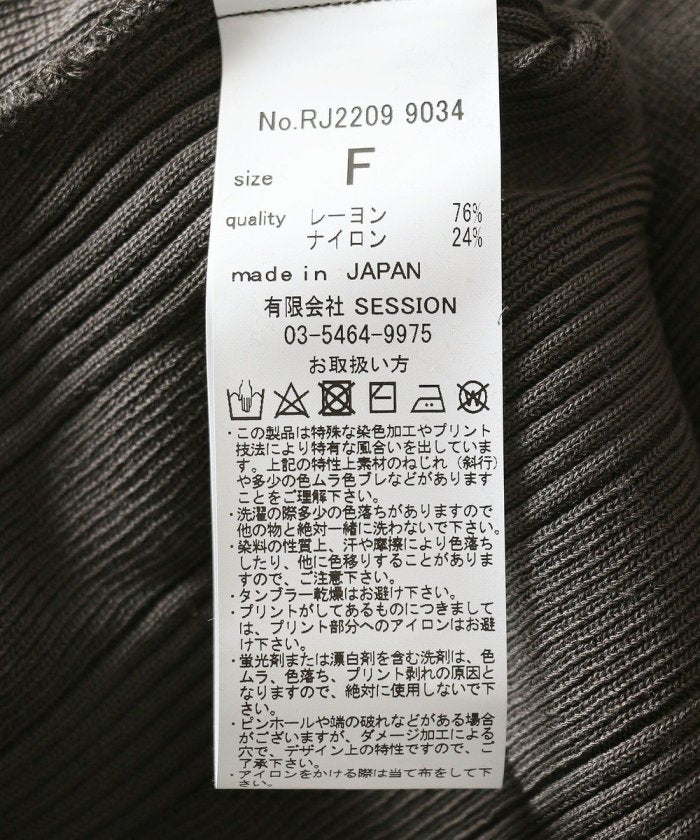 No.RJ2209 9034
size F
quality レーヨン 76%
ナイロン 24%
made in JAPAN
有限会社 SESSION
03-5464-9975
お取扱い方
・この製品は特殊な染色加工やプリント
技法により特有な風合いを出していま
す。上記の特性上素材のねじれ（斜行）
や多少の色ムラ色ブレなどがあります
ことをご理解下さい。
・洗濯の際多少の色落ちがありますので
他の物と絶対一緒に洗わないで下さい。
・染料の性質上、汗や摩擦により色落ち
したり、他に色移りすることがありま
すので、ご注意下さい。
・タンブラー乾燥はお避け下さい。
・プリントがしてあるものにつきまして
は、プリント部分へのアイロンはお避
け下さい。
・蛍光剤または漂白剤を含む洗剤は、色
ムラ、色落ち、プリント剥れの原因と
なりますので、絶対に使用しないで下
さい。
・ピンホールや端の破れなどがある場合
がございますが、ダメージ加工による
穴で、デザイン上の特性ですので、ご
了承下さい。
・アイロンをかける際は当て布をして下
さい。